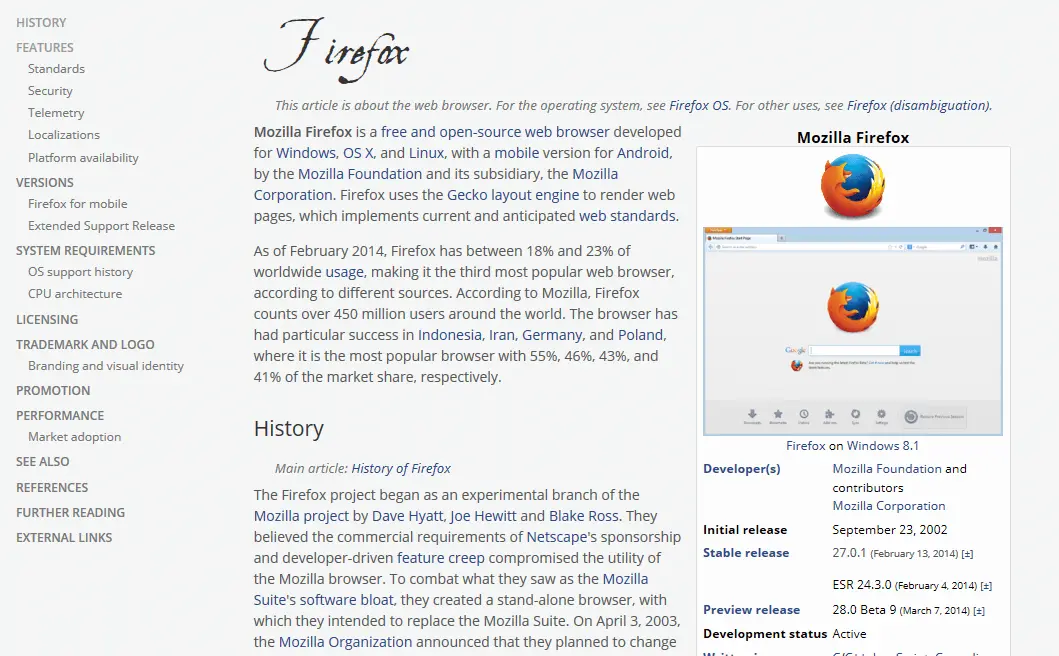 HISTORY
FEATURES
Standards
Security
Telemetry
Localizations
Platform availability
VERSIONS
Firefox for mobile
Extended Support Release
SYSTEM REQUIREMENTS
OS support history
CPU architecture
LICENSING
TRADEMARK AND LOGO
Branding and visual identity
PROMOTION
PERFORMANCE
Market adoption
SEE ALSO
REFERENCES
FURTHER READING
EXTERNAL LINKS
Firefox
This article is about the web browser. For the operating system, see Firefox OS. For other uses, see Firefox (disambiguation).
Mozilla Firefox is a free and open-source web browser developed
for Windows, OS X, and Linux, with a mobile version for Android,
by the Mozilla Foundation and its subsidiary, the Mozilla
Corporation. Firefox uses the Gecko layout engine to render web
pages, which implements current and anticipated web standards.
As of February 2014, Firefox has between 18% and 23% of
worldwide usage, making it the third most popular web browser,
according to different sources. According to Mozilla, Firefox
counts over 450 million users around the world. The browser has
had particular success in Indonesia, Iran, Germany, and Poland,
where it is the most popular browser with 55%, 46%, 43%, and
41% of the market share, respectively.
History
Main article: History of Firefox
The Firefox project began as an experimental branch of the
Mozilla project by Dave Hyatt, Joe Hewitt and Blake Ross. They
believed the commercial requirements of Netscape's sponsorship
and developer-driven feature creep compromised the utility of
the Mozilla browser. To combat what they saw as the Mozilla
Suite's software bloat, they created a stand-alone browser, with
which they intended to replace the Mozilla Suite. On April 3, 2003,
the Mozilla Organization announced that they planned to change
Mozilla Firefox
mozilla
Google
Firefox on Windows 8.1
Developer(s) Mozilla Foundation and
contributors
Mozilla Corporation
Initial release September 23, 2002
Stable release 27.0.1 (February 13, 2014) [±]
ESR 24.3.0 (February 4, 2014) [±]
Preview release 28.0 Beta 9 (March 7, 2014) [±]
Development status Active